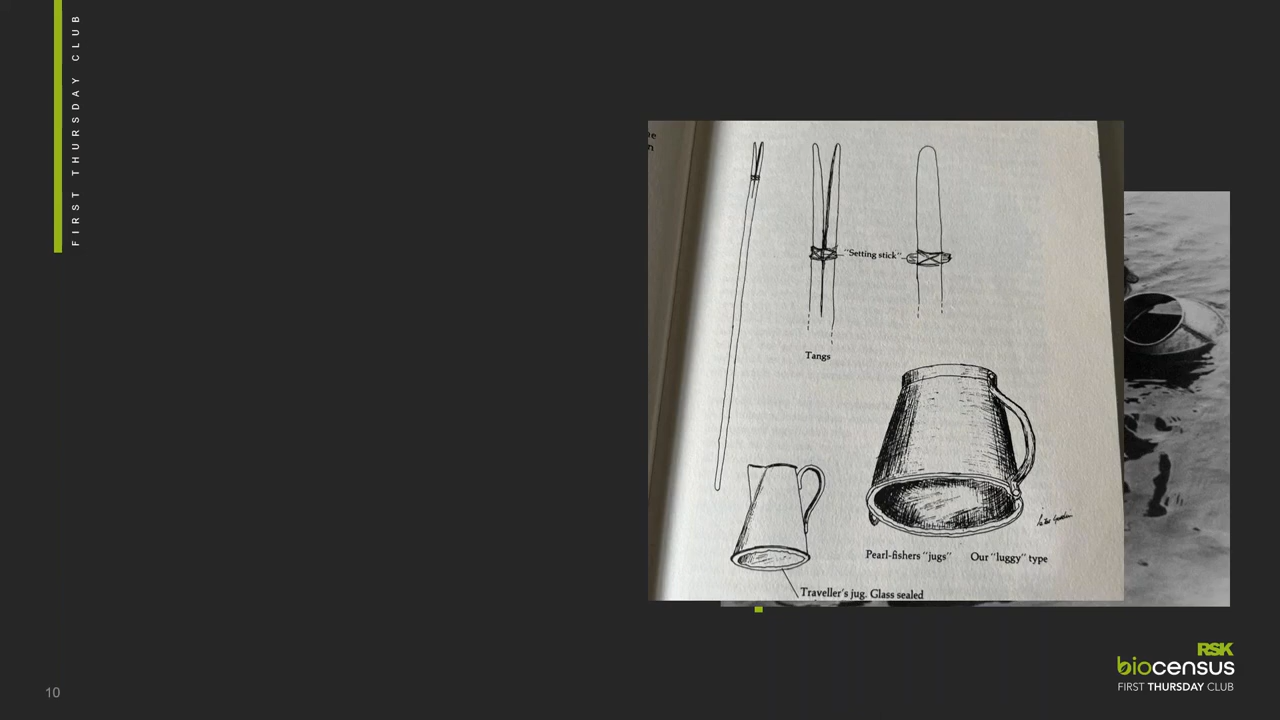 FIRST THURSDAY CLUB
"Setting stick"
Tangs
Pearl-fishers "jugs" Our "luggy" type
Traveller's jug. Glass sealed
10
RSK
biocensus
FIRST THURSDAY CLUB